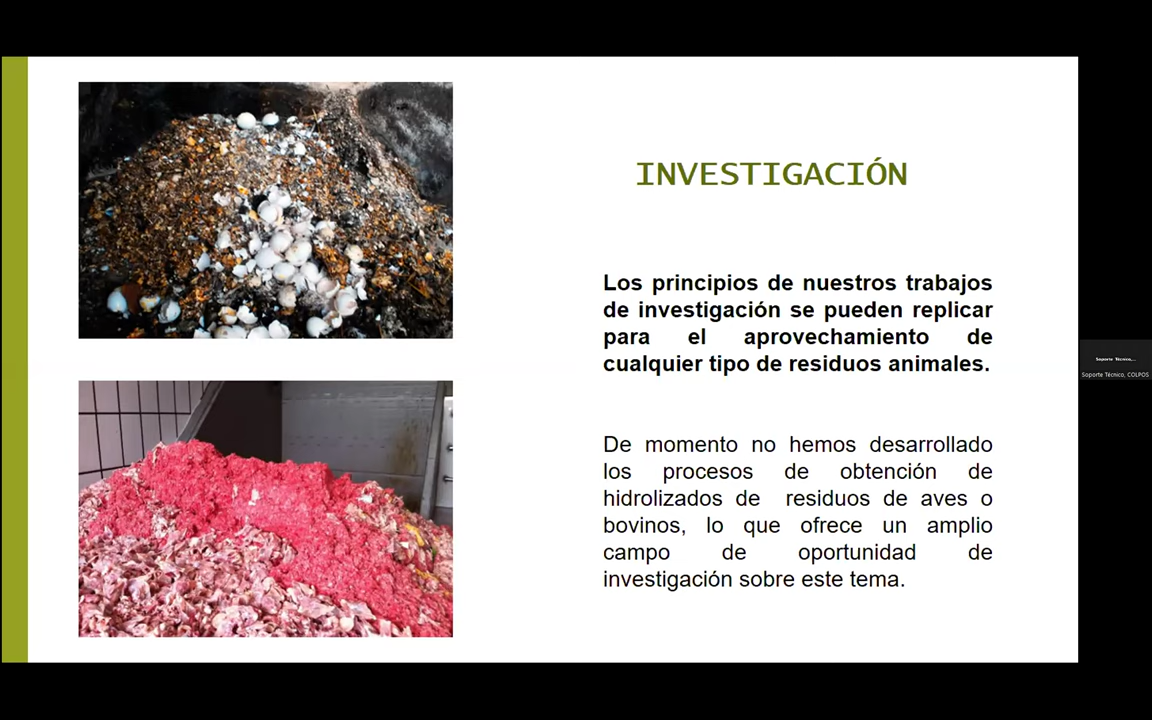 INVESTIGACIÓN
Los principios de nuestros trabajos
de investigación se pueden replicar
para el aprovechamiento de
cualquier tipo de residuos animales.
De momento no hemos desarrollado
los procesos de obtención de
hidrolizados de residuos de aves o
bovinos, lo que ofrece un amplio
campo de oportunidad de
investigación sobre este tema.
Soporte Técnico,...
Soporte Técnico, COLPOS